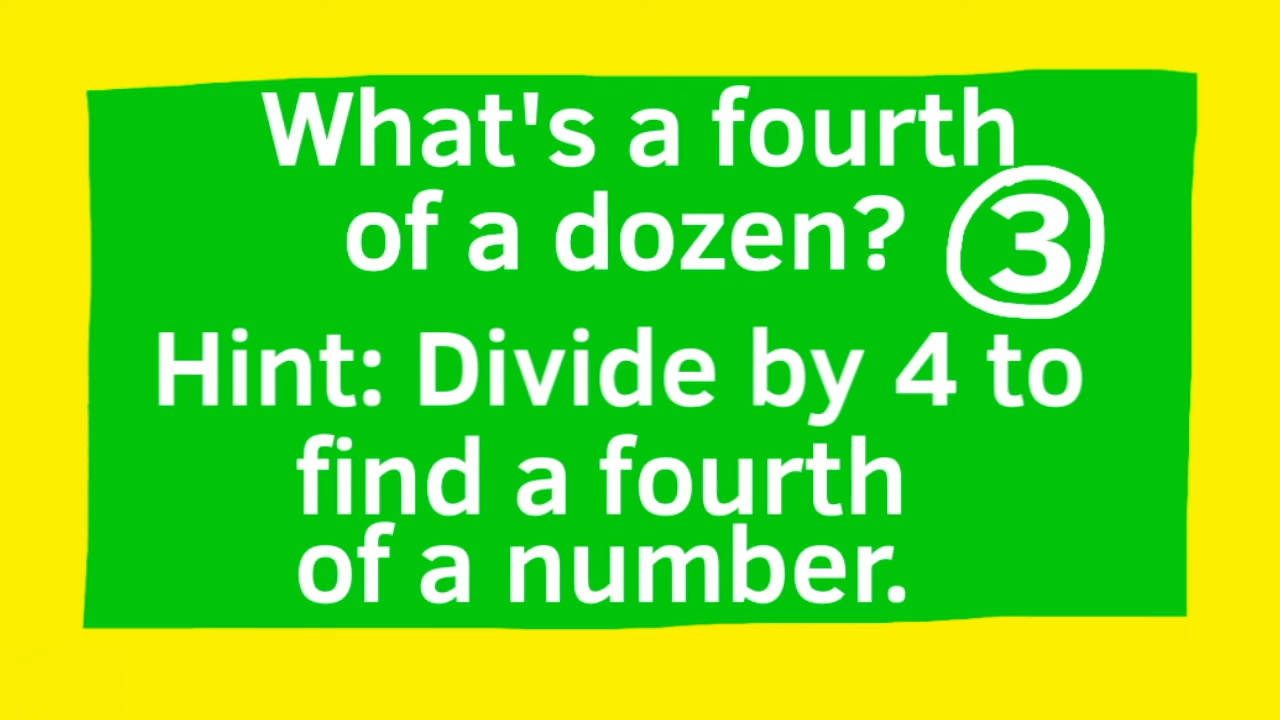 What's a fourth
of a dozen? 3
Hint: Divide by 4 to
find a fourth
of a number.